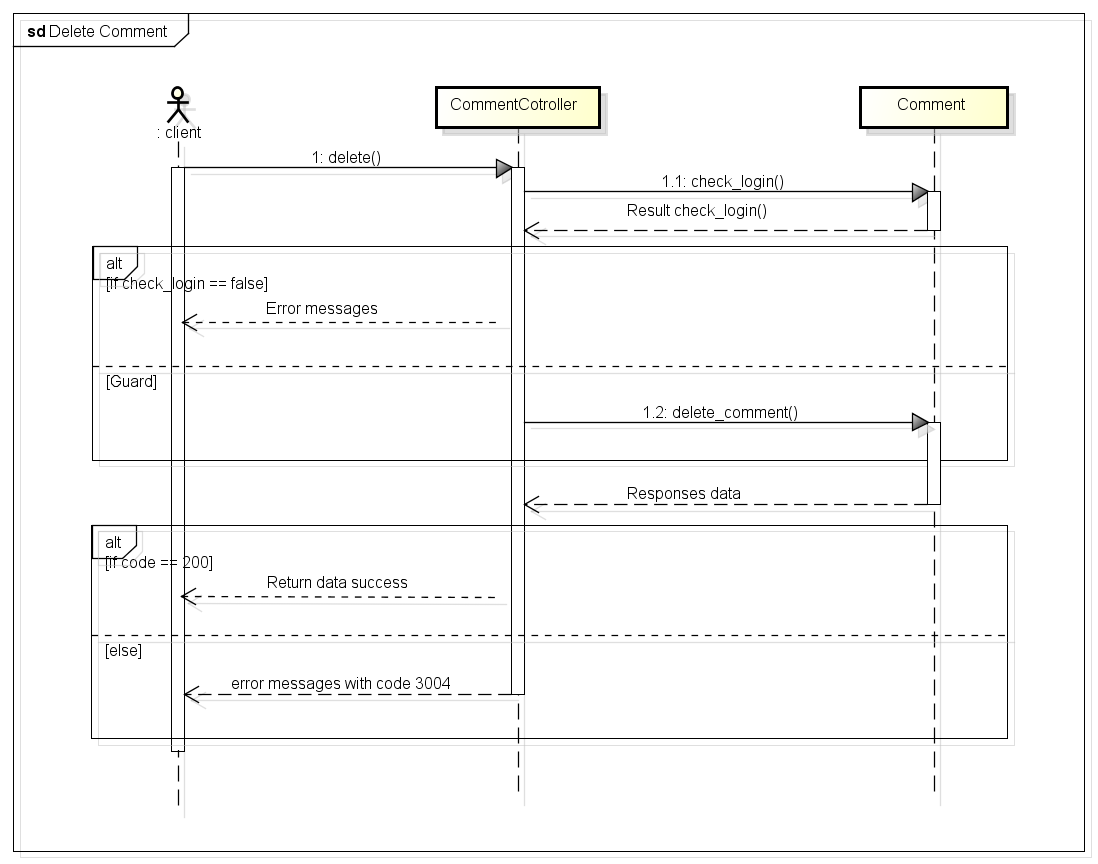 sd Delete Comment
: client
CommentCotroller
Comment
1: delete()
1.1: check_login()
Result check_login()
alt
[if check_login == false]
Error messages
[Guard]
1.2: delete_comment()
Responses data
alt
[if code == 200]
Return data success
[else]
error messages with code 3004